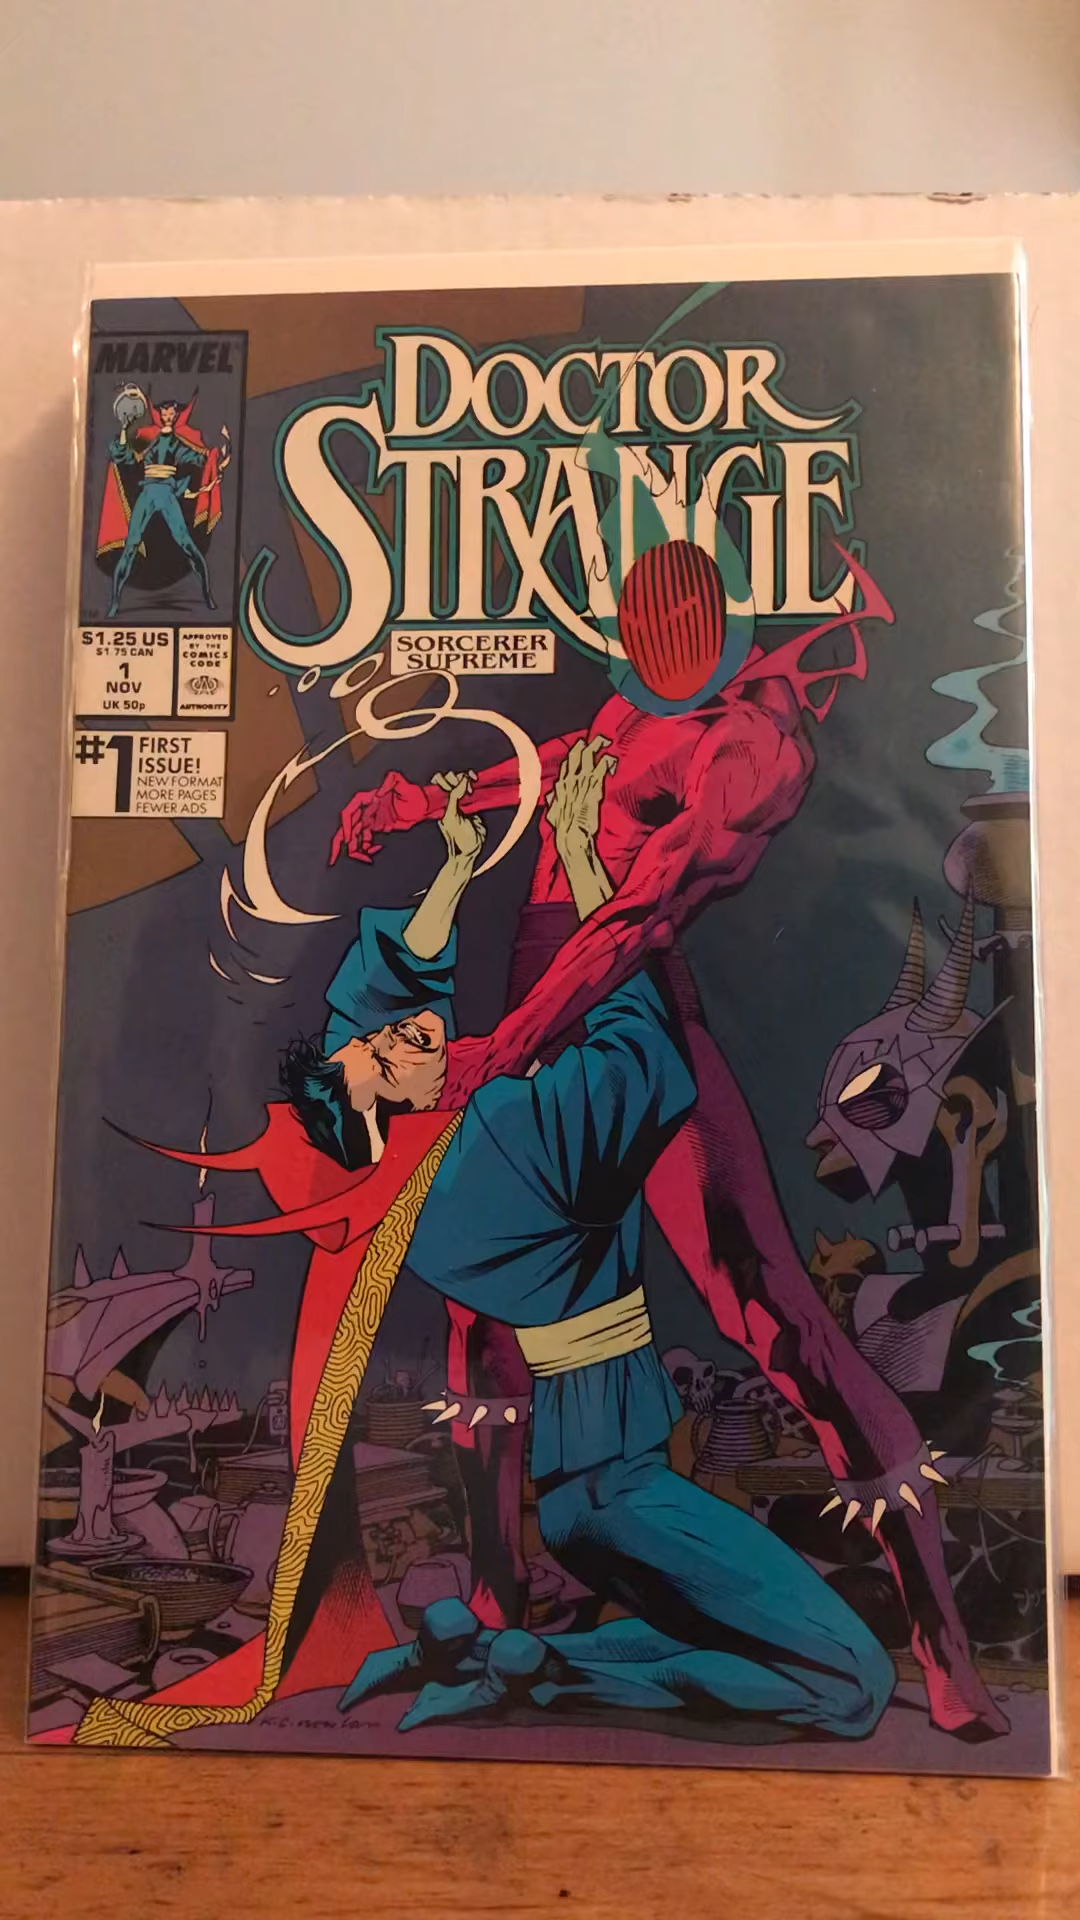 MARVEL
DOCTOR
STRANGE
SORCERER
SUPREME
$1.25 US
$1.75 CAN
1
NOV
UK 50p
APPROVED
BY THE
COMICS
CODE
AUTHORITY
#1 FIRST
ISSUE!
NEW FORMAT
MORE PAGES
FEWER ADS